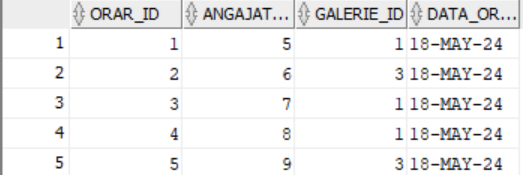 ORAR_ID ANGAJAT... GALERIE_ID DATA_OR...
1 1 5 1 18-MAY-24
2 2 6 3 18-MAY-24
3 3 7 1 18-MAY-24
4 4 8 1 18-MAY-24
5 5 9 3 18-MAY-24